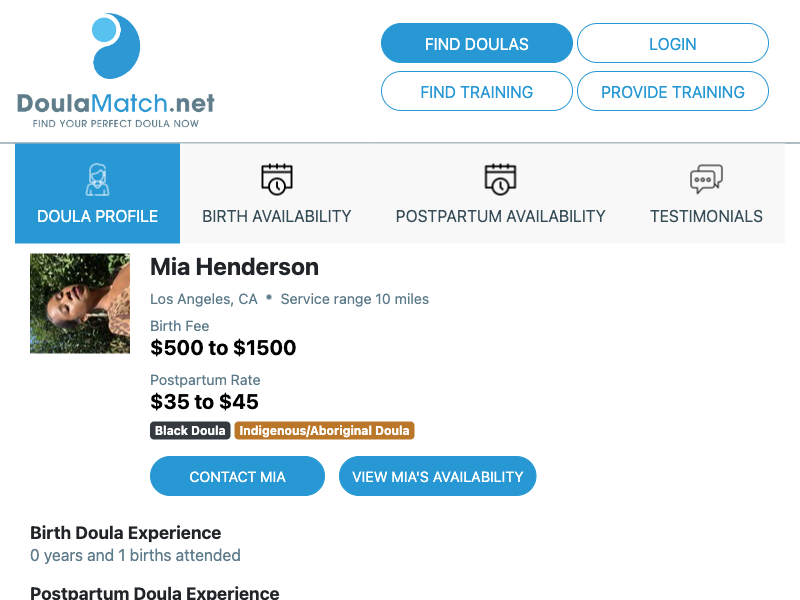 FIND DOULAS
LOGIN
FIND TRAINING
PROVIDE TRAINING
DoulaMatch.net
FIND YOUR PERFECT DOULA NOW
DOULA PROFILE
BIRTH AVAILABILITY
POSTPARTUM AVAILABILITY
TESTIMONIALS
Mia Henderson
Los Angeles, CA • Service range 10 miles
Birth Fee
$500 to $1500
Postpartum Rate
$35 to $45
Black Doula Indigenous/Aboriginal Doula
CONTACT MIA
VIEW MIA'S AVAILABILITY
Birth Doula Experience
0 years and 1 births attended
Postpartum Doula Experience